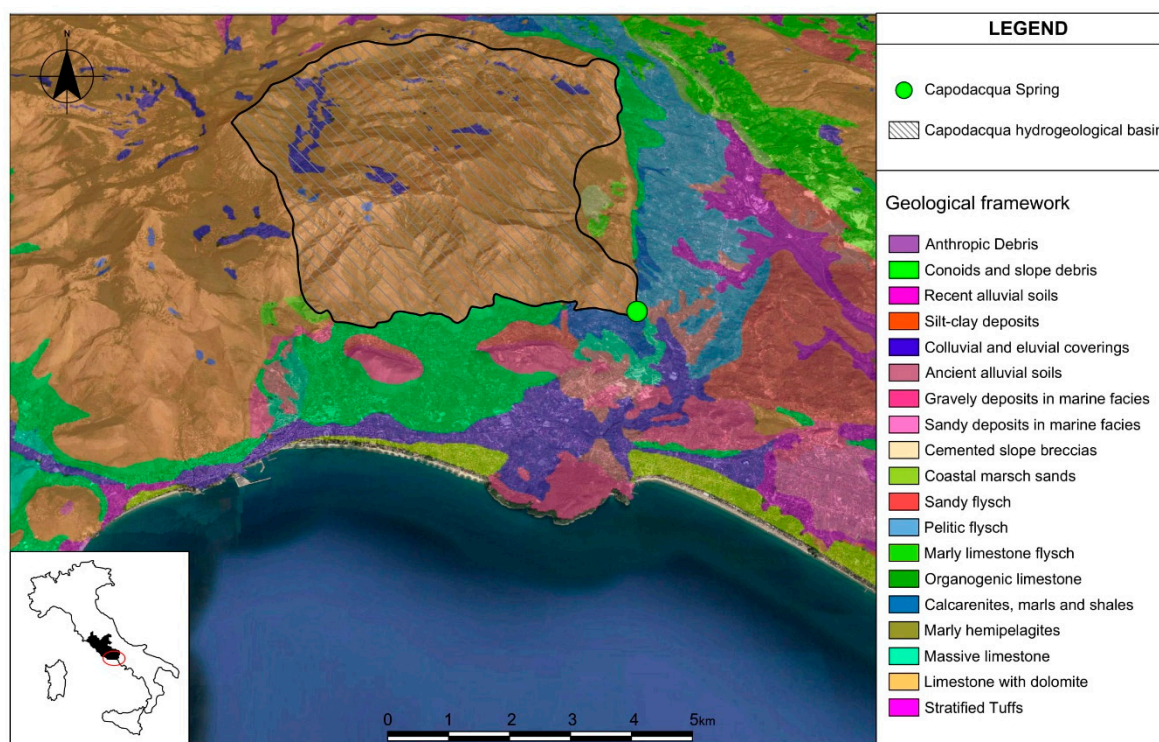 N
LEGEND
Capodacqua Spring
Capodacqua hydrogeological basin
Geological framework
Anthropic Debris
Conoids and slope debris
Recent alluvial soils
Silt-clay deposits
Colluvial and eluvial coverings
Ancient alluvial soils
Gravely deposits in marine facies
Sandy deposits in marine facies
Cemented slope breccias
Coastal marsch sands
Sandy flysch
Pelitic flysch
Marly limestone flysch
Organogenic limestone
Calcarenites, marls and shales
Marly hemipelagites
Massive limestone
Limestone with dolomite
Stratified Tuffs
0 1 2 3 4 5km